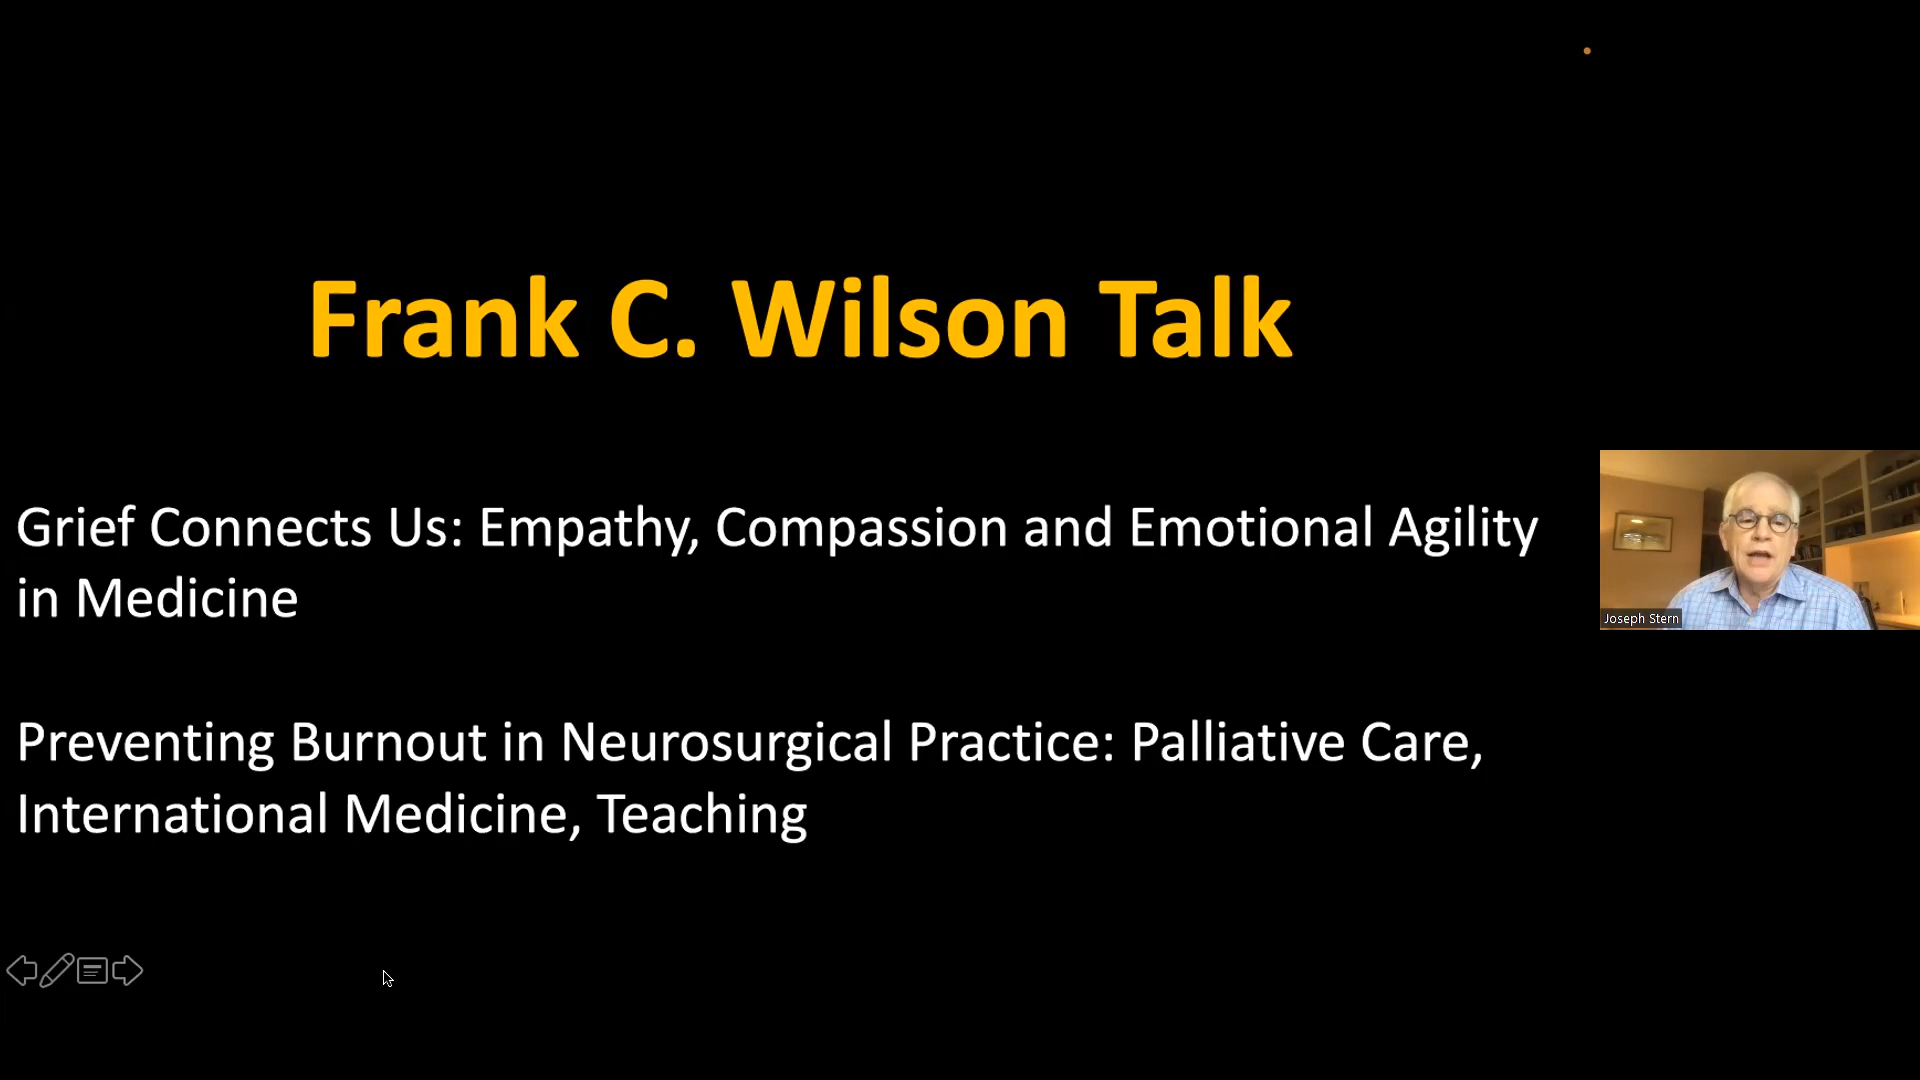 Frank C. Wilson Talk
Grief Connects Us: Empathy, Compassion and Emotional Agility
in Medicine
Joseph Stern
Preventing Burnout in Neurosurgical Practice: Palliative Care,
International Medicine, Teaching